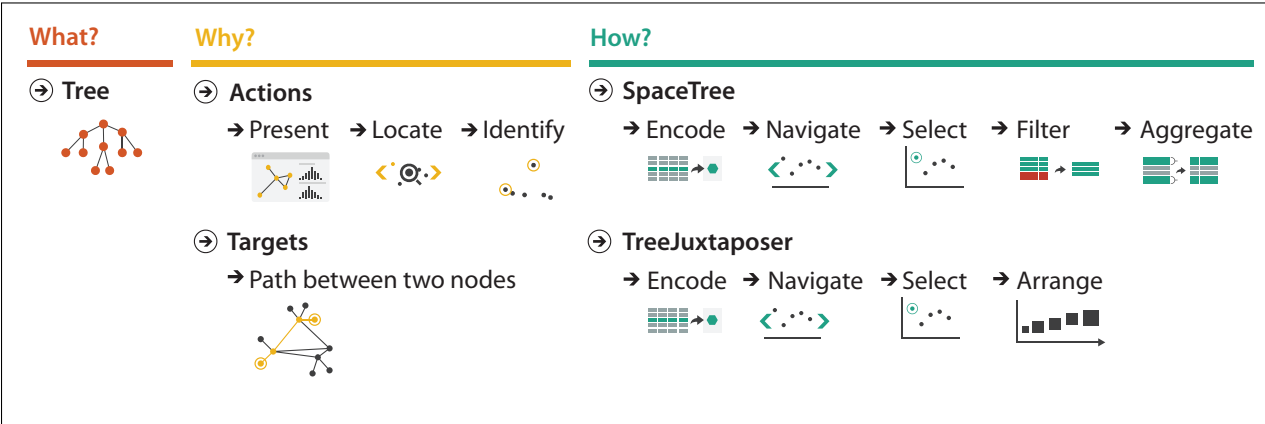 What? Why? How?
Tree Actions SpaceTree
Present Locate Identify Encode Navigate Select Filter Aggregate
Targets TreeJuxtaposer
Path between two nodes Encode Navigate Select Arrange